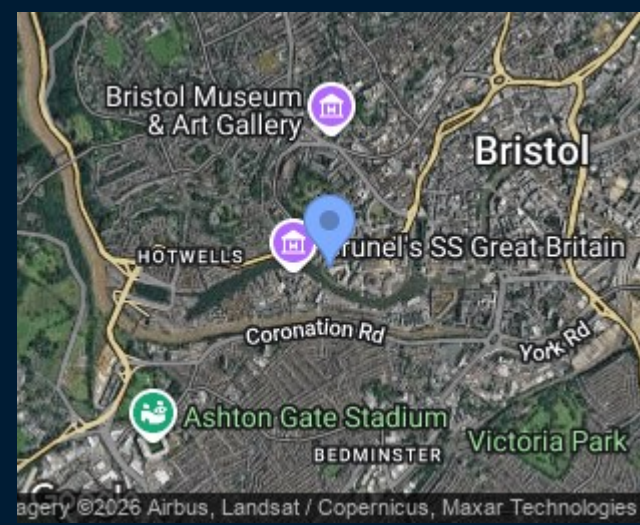 Bristol Museum
& Art Gallery
Bristol
HOTWELLS
runel's SS Great Britain
Coronation Rd
York Rd
Ashton Gate Stadium
Victoria Park
BEDMINSTER
agery ©2026 Airbus, Landsat / Copernicus, Maxar Technologies